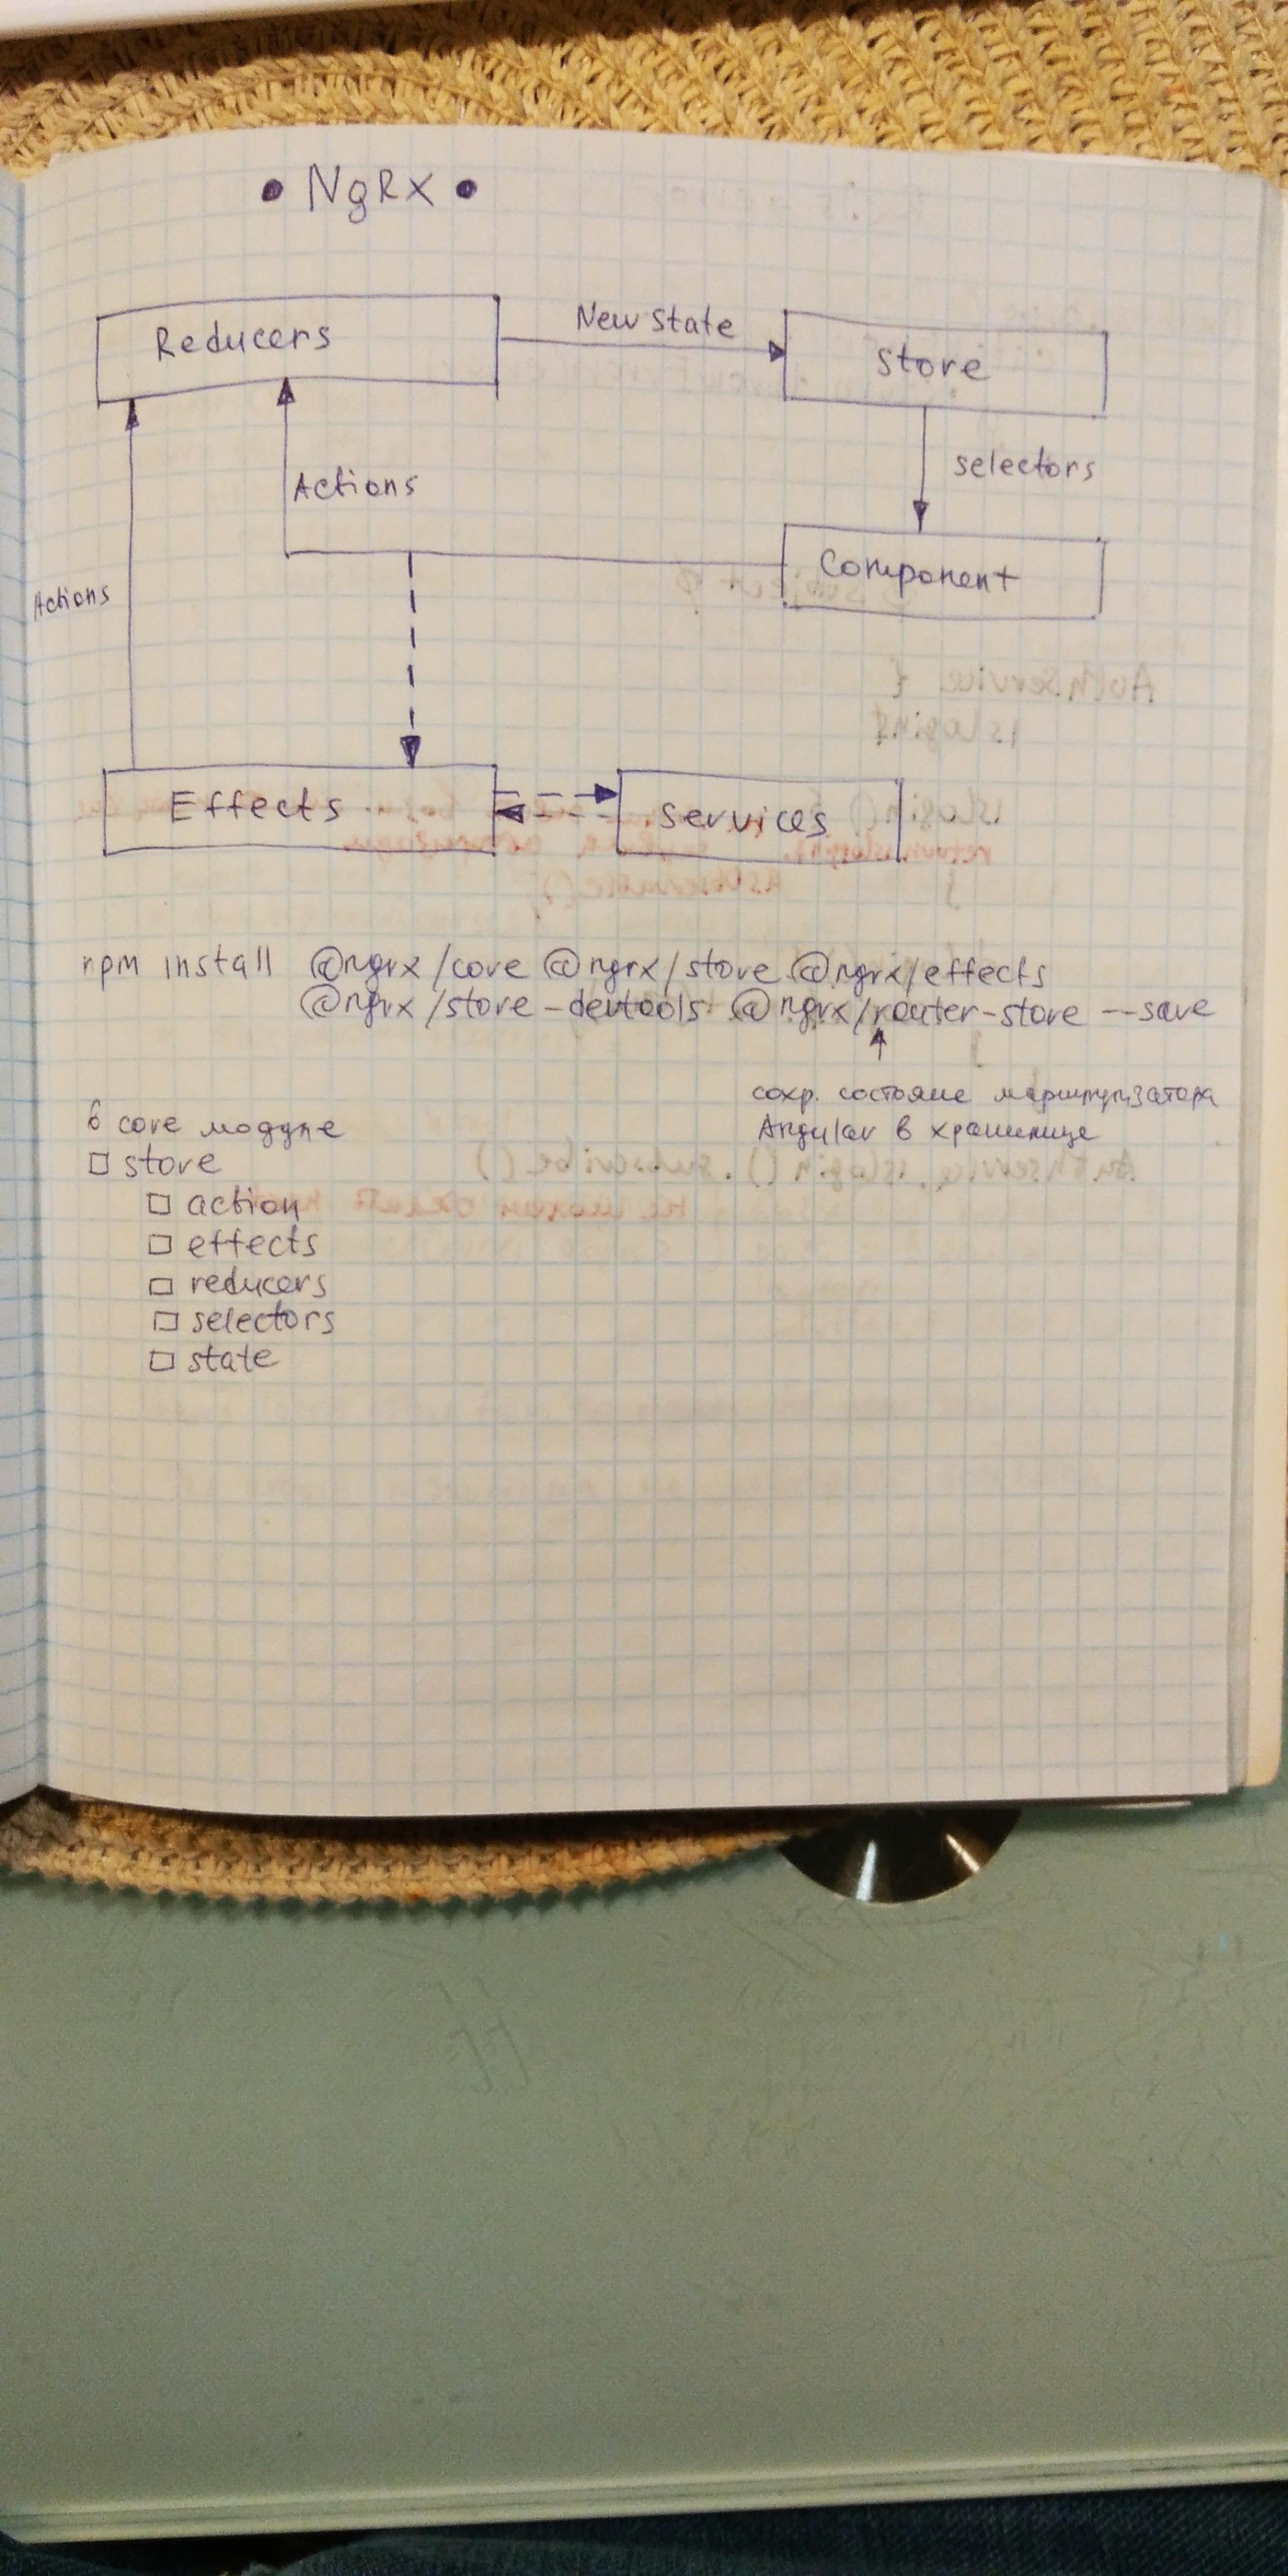 • NgRx •
Reducers
New State
Store
Actions
selectors
Component
Actions
Effects
Services
npm install @ngrx/core @ngrx/store @ngrx/effects
@ngrx/store-devtools @ngrx/router-store --save
сохр. состояние маршрутизатора
Angular в хранилище
в core модуле
store
action
effects
reducers
selectors
state